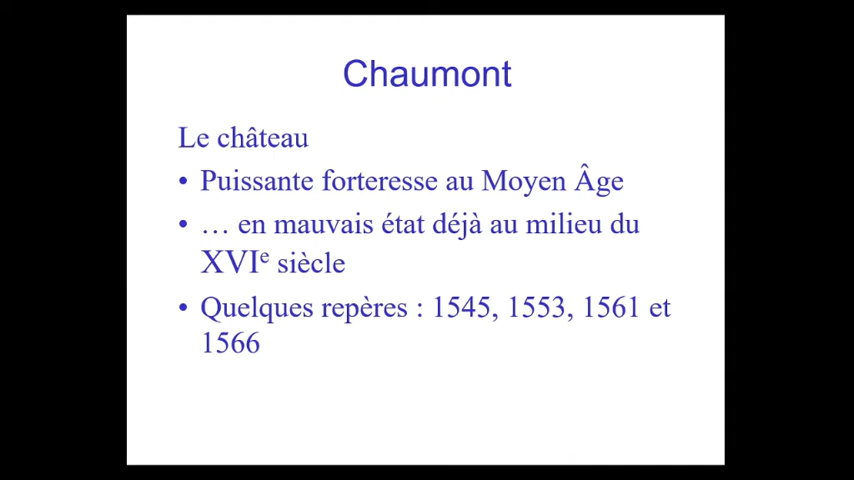 Chaumont
Le château
• Puissante forteresse au Moyen Âge
• … en mauvais état déjà au milieu du
XVIe siècle
• Quelques repères : 1545, 1553, 1561 et
1566